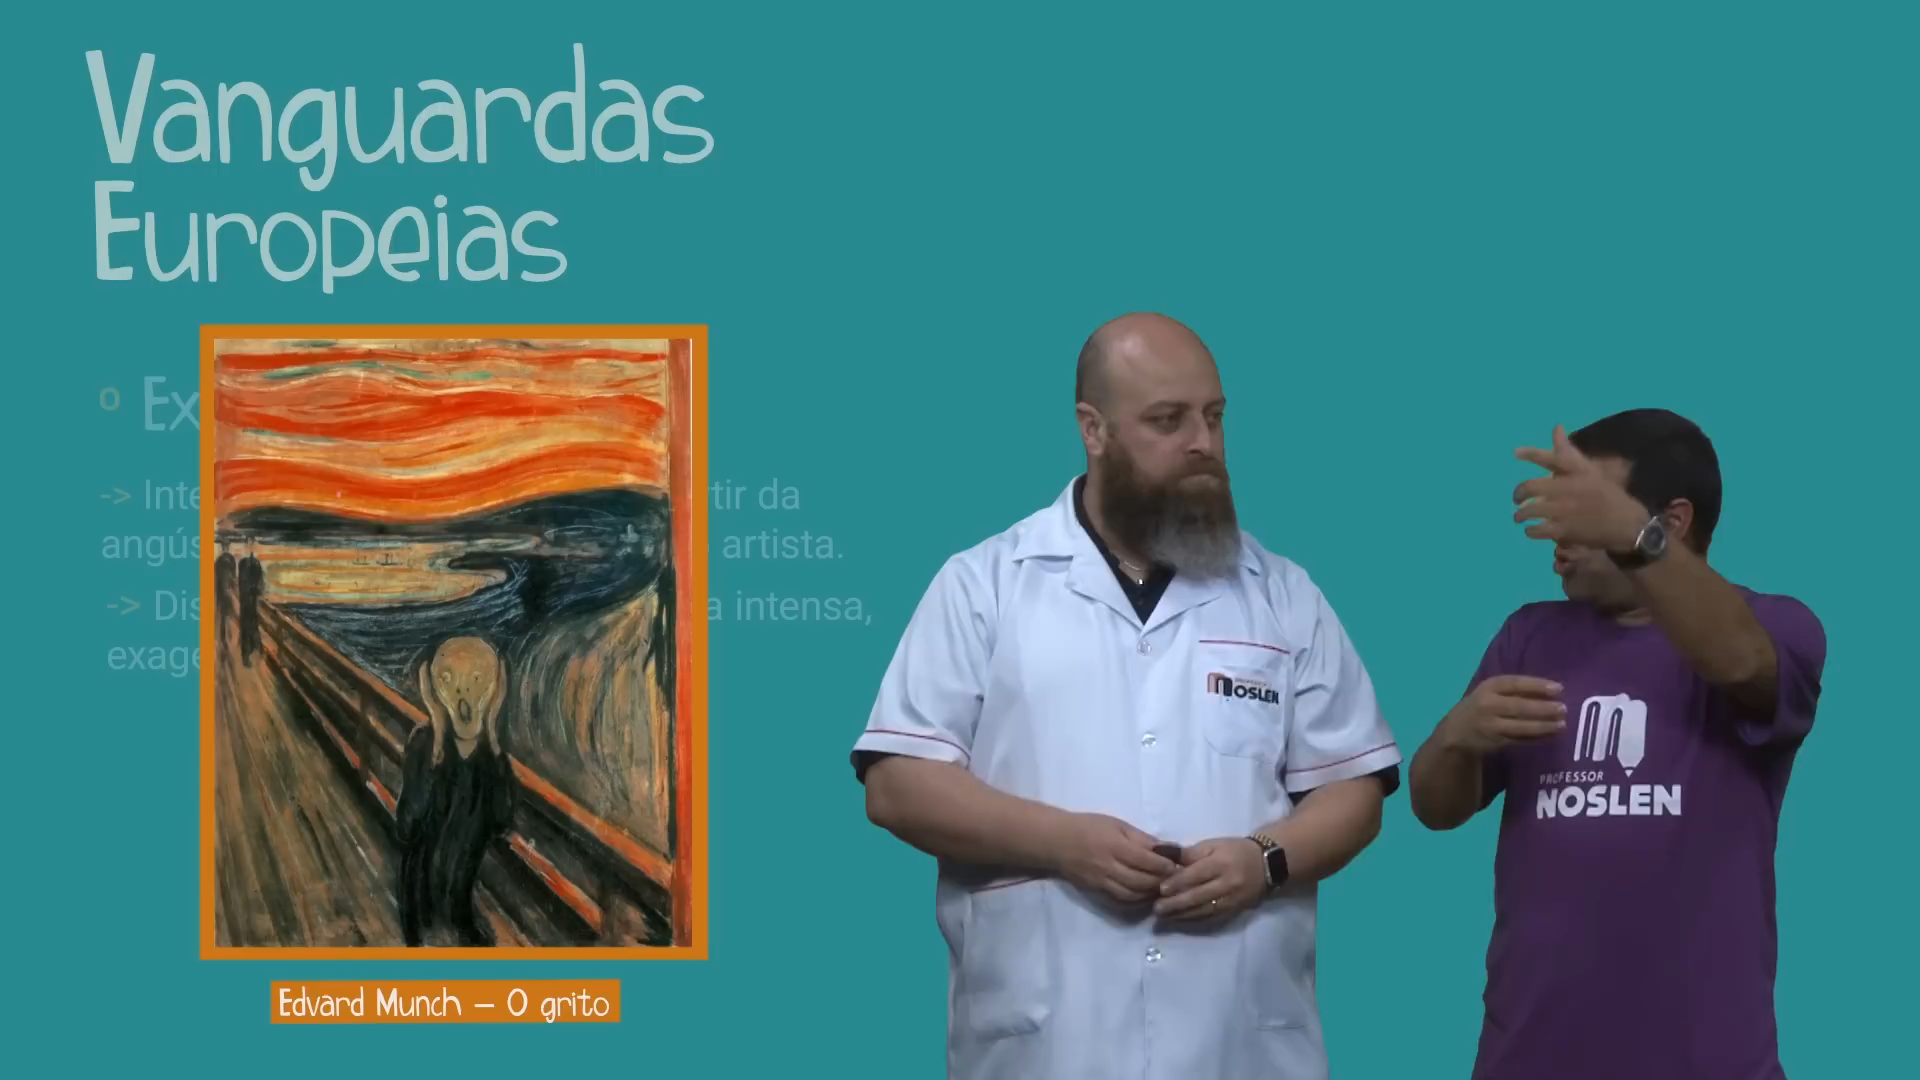 Vanguardas
Europeias
o Ex
-> Inte tir da
angús artista.
-> Dis a intensa,
exage
Edvard Munch – O grito
NOSLEN
PROFESSOR
NOSLEN